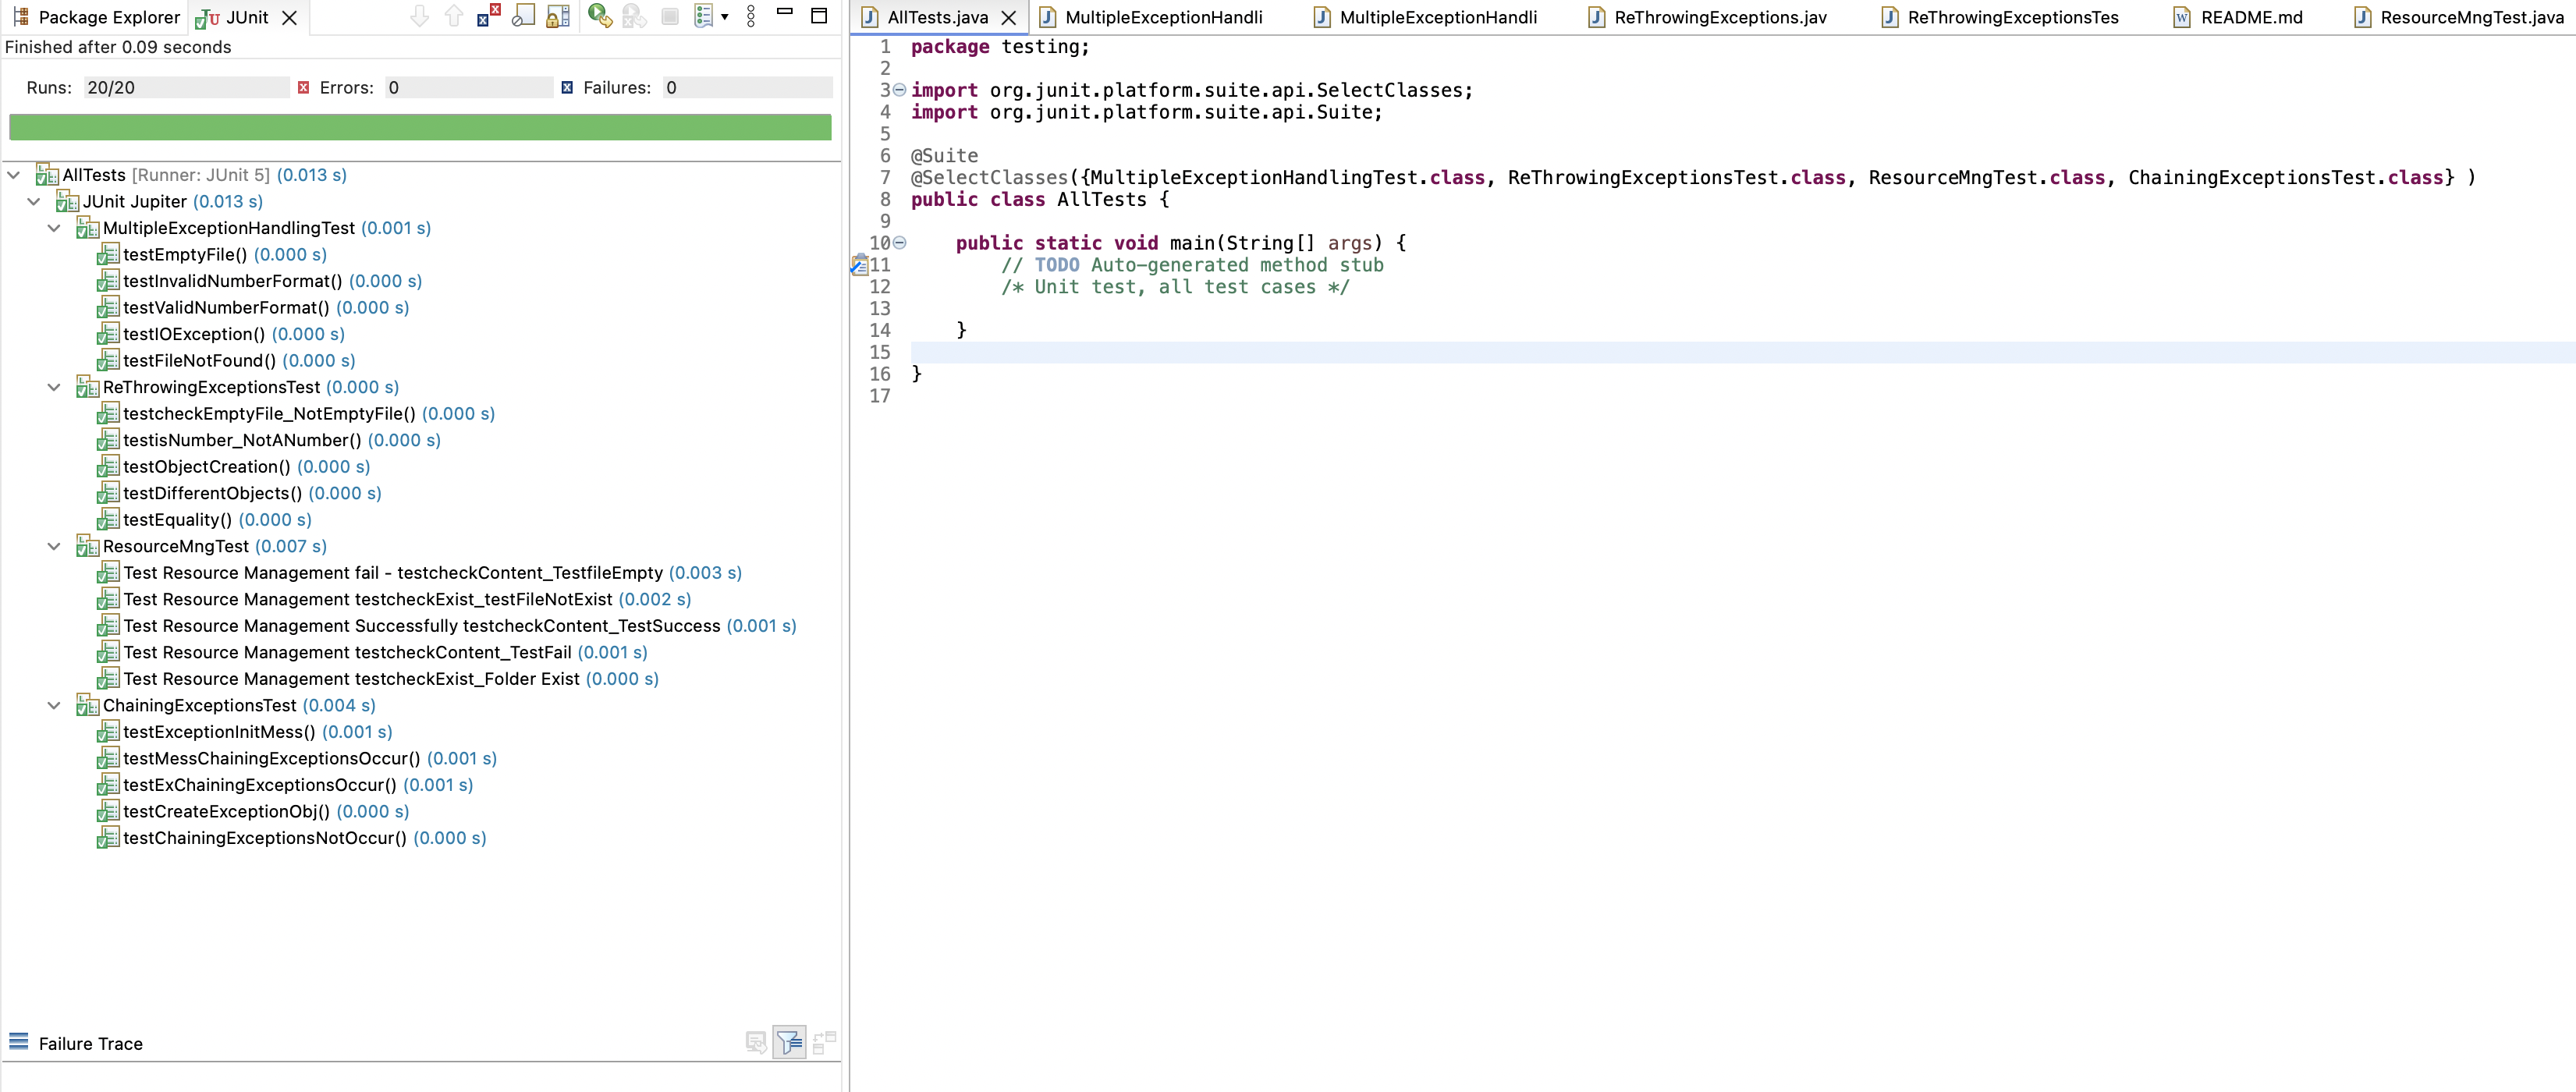 Package Explorer
JUnit
Finished after 0.09 seconds
Runs: 20/20
Errors: 0
Failures: 0
AllTests [Runner: JUnit 5] (0.013 s)
JUnit Jupiter (0.013 s)
MultipleExceptionHandlingTest (0.001 s)
testEmptyFile() (0.000 s)
testInvalidNumberFormat() (0.000 s)
testValidNumberFormat() (0.000 s)
testIOException() (0.000 s)
testFileNotFound() (0.000 s)
ReThrowingExceptionsTest (0.000 s)
testcheckEmptyFile_NotEmptyFile() (0.000 s)
testisNumber_NotANumber() (0.000 s)
testObjectCreation() (0.000 s)
testDifferentObjects() (0.000 s)
testEquality() (0.000 s)
ResourceMngTest (0.007 s)
Test Resource Management fail - testcheckContent_TestfileEmpty (0.003 s)
Test Resource Management testcheckExist_testFileNotExist (0.002 s)
Test Resource Management Successfully testcheckContent_TestSuccess (0.001 s)
Test Resource Management testcheckContent_TestFail (0.001 s)
Test Resource Management testcheckExist_Folder Exist (0.000 s)
ChainingExceptionsTest (0.004 s)
testExceptionInitMess() (0.001 s)
testMessChainingExceptionsOccur() (0.001 s)
testExChainingExceptionsOccur() (0.001 s)
testCreateExceptionObj() (0.000 s)
testChainingExceptionsNotOccur() (0.000 s)
Failure Trace
AllTests.java
MultipleExceptionHandli
MultipleExceptionHandli
ReThrowingExceptions.jav
ReThrowingExceptionsTes
README.md
ResourceMngTest.java
1 package testing;
2
3 import org.junit.platform.suite.api.SelectClasses;
4 import org.junit.platform.suite.api.Suite;
5
6 @Suite
7 @SelectClasses({MultipleExceptionHandlingTest.class, ReThrowingExceptionsTest.class, ResourceMngTest.class, ChainingExceptionsTest.class} )
8 public class AllTests {
9
10 public static void main(String[] args) {
11 // TODO Auto-generated method stub
12 /* Unit test, all test cases */
13
14 }
15
16 }
17